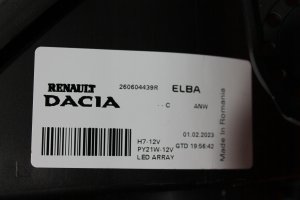 RENAULT
DACIA
260604439R ELBA
C ANW
Made in Romania
01.02.2023
GTD 19:56:42
H7-12V
PY21W-12V
LED ARRAY